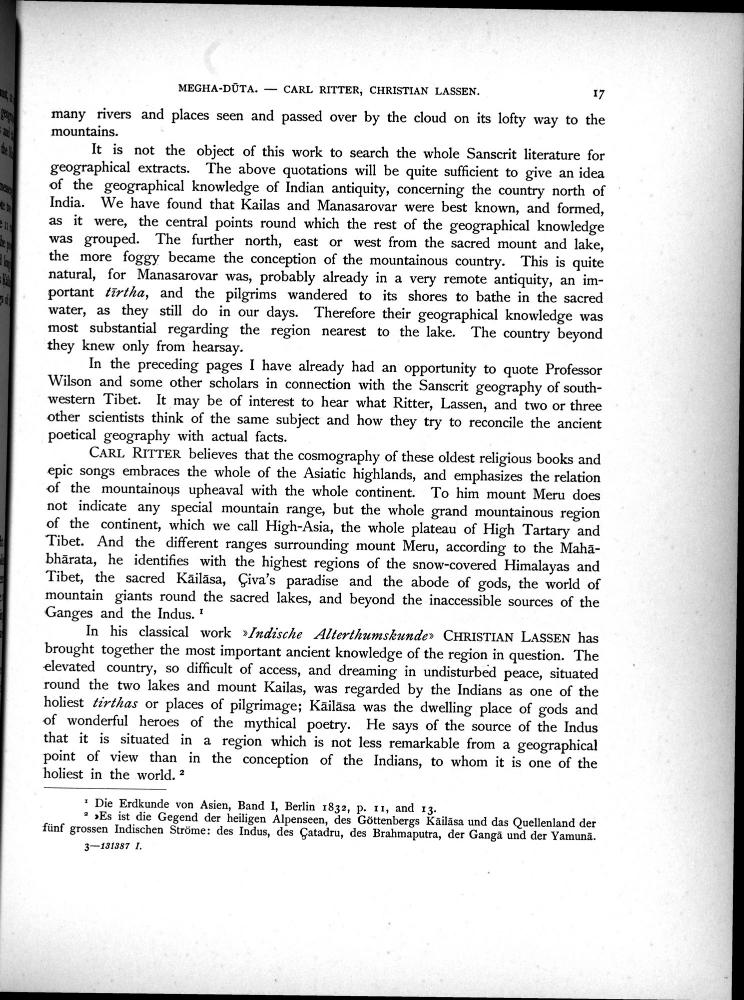 MEGHA-DŪTA. — CARL RITTER, CHRISTIAN LASSEN. 17
many rivers and places seen and passed over by the cloud on its lofty way to the
mountains.
It is not the object of this work to search the whole Sanscrit literature for
geographical extracts. The above quotations will be quite sufficient to give an idea
of the geographical knowledge of Indian antiquity, concerning the country north of
India. We have found that Kailas and Manasarovar were best known, and formed,
as it were, the central points round which the rest of the geographical knowledge
was grouped. The further north, east or west from the sacred mount and lake,
the more foggy became the conception of the mountainous country. This is quite
natural, for Manasarovar was, probably already in a very remote antiquity, an im-
portant tīrtha, and the pilgrims wandered to its shores to bathe in the sacred
water, as they still do in our days. Therefore their geographical knowledge was
most substantial regarding the region nearest to the lake. The country beyond
they knew only from hearsay.
In the preceding pages I have already had an opportunity to quote Professor
Wilson and some other scholars in connection with the Sanscrit geography of south-
western Tibet. It may be of interest to hear what Ritter, Lassen, and two or three
other scientists think of the same subject and how they try to reconcile the ancient
poetical geography with actual facts.
CARL RITTER believes that the cosmography of these oldest religious books and
epic songs embraces the whole of the Asiatic highlands, and emphasizes the relation
of the mountainous upheaval with the whole continent. To him mount Meru does
not indicate any special mountain range, but the whole grand mountainous region
of the continent, which we call High-Asia, the whole plateau of High Tartary and
Tibet. And the different ranges surrounding mount Meru, according to the Mahā-
bhārata, he identifies with the highest regions of the snow-covered Himalayas and
Tibet, the sacred Kāilāsa, Çiva's paradise and the abode of gods, the world of
mountain giants round the sacred lakes, and beyond the inaccessible sources of the
Ganges and the Indus. ¹
In his classical work »Indische Alterthumskunde» CHRISTIAN LASSEN has
brought together the most important ancient knowledge of the region in question. The
elevated country, so difficult of access, and dreaming in undisturbed peace, situated
round the two lakes and mount Kailas, was regarded by the Indians as one of the
holiest tīrthas or places of pilgrimage; Kāilāsa was the dwelling place of gods and
of wonderful heroes of the mythical poetry. He says of the source of the Indus
that it is situated in a region which is not less remarkable from a geographical
point of view than in the conception of the Indians, to whom it is one of the
holiest in the world. ²
¹ Die Erdkunde von Asien, Band I, Berlin 1832, p. 11, and 13.
² »Es ist die Gegend der heiligen Alpenseen, des Göttenbergs Kāilāsa und das Quellenland der
fünf grossen Indischen Ströme: des Indus, des Çatadru, des Brahmaputra, der Gangā und der Yamunā.
3—131387 I.